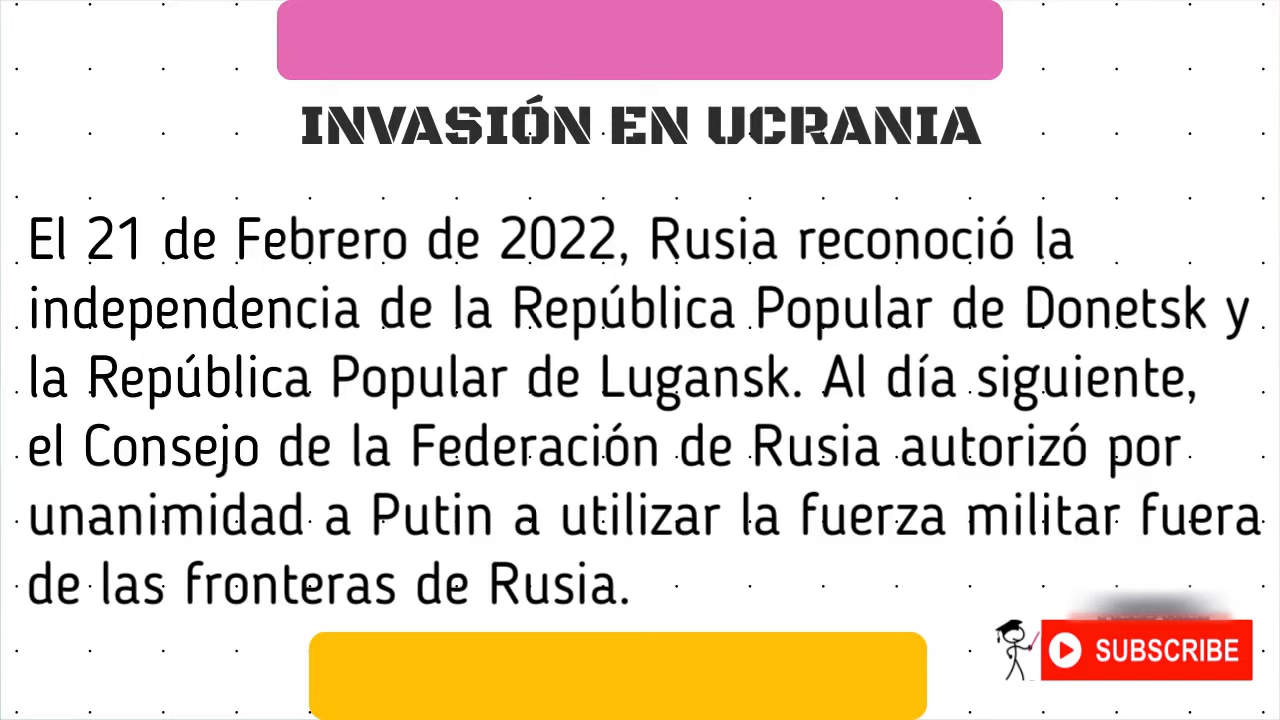 INVASIÓN EN UCRANIA
El 21 de Febrero de 2022, Rusia reconoció la
independencia de la República Popular de Donetsk y
la República Popular de Lugansk. Al día siguiente,
el Consejo de la Federación de Rusia autorizó por
unanimidad a Putin a utilizar la fuerza militar fuera
de las fronteras de Rusia.
SUBSCRIBE